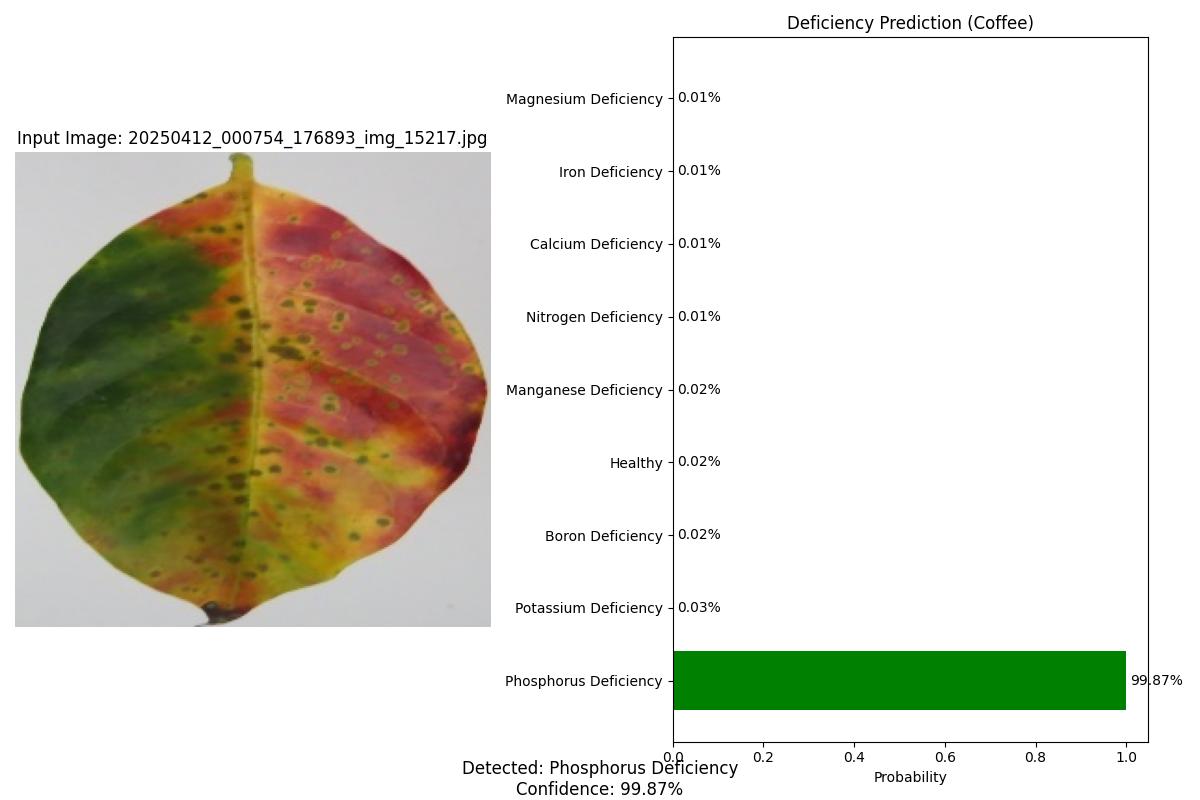 Deficiency Prediction (Coffee)
Input Image: 20250412_000754_176893_img_15217.jpg
Magnesium Deficiency 0.01%
Iron Deficiency 0.01%
Calcium Deficiency 0.01%
Nitrogen Deficiency 0.01%
Manganese Deficiency 0.02%
Healthy 0.02%
Boron Deficiency 0.02%
Potassium Deficiency 0.03%
Phosphorus Deficiency 99.87%
0.0 0.2 0.4 0.6 0.8 1.0
Probability
Detected: Phosphorus Deficiency
Confidence: 99.87%